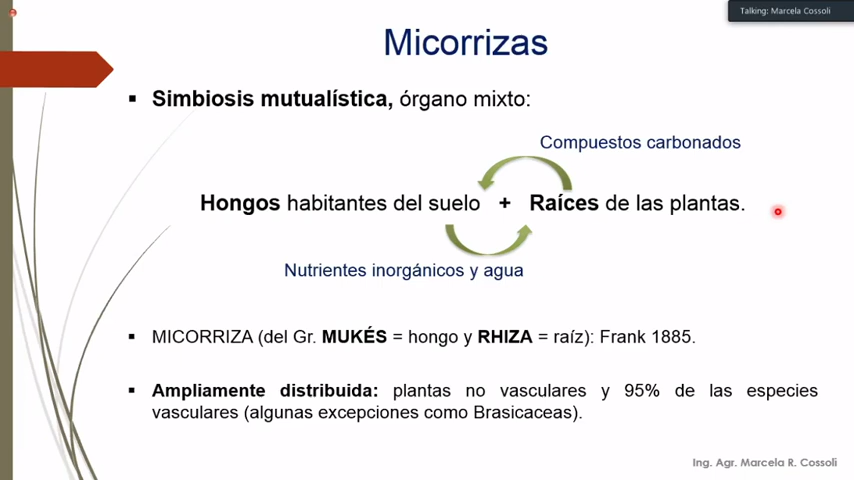 Talking: Marcela Cossoli
Micorrizas
▪ Simbiosis mutualística, órgano mixto:
Compuestos carbonados
Hongos habitantes del suelo + Raíces de las plantas.
Nutrientes inorgánicos y agua
▪ MICORRIZA (del Gr. MUKÉS = hongo y RHIZA = raíz): Frank 1885.
▪ Ampliamente distribuida: plantas no vasculares y 95% de las especies
vasculares (algunas excepciones como Brasicaceas).
Ing. Agr. Marcela R. Cossoli